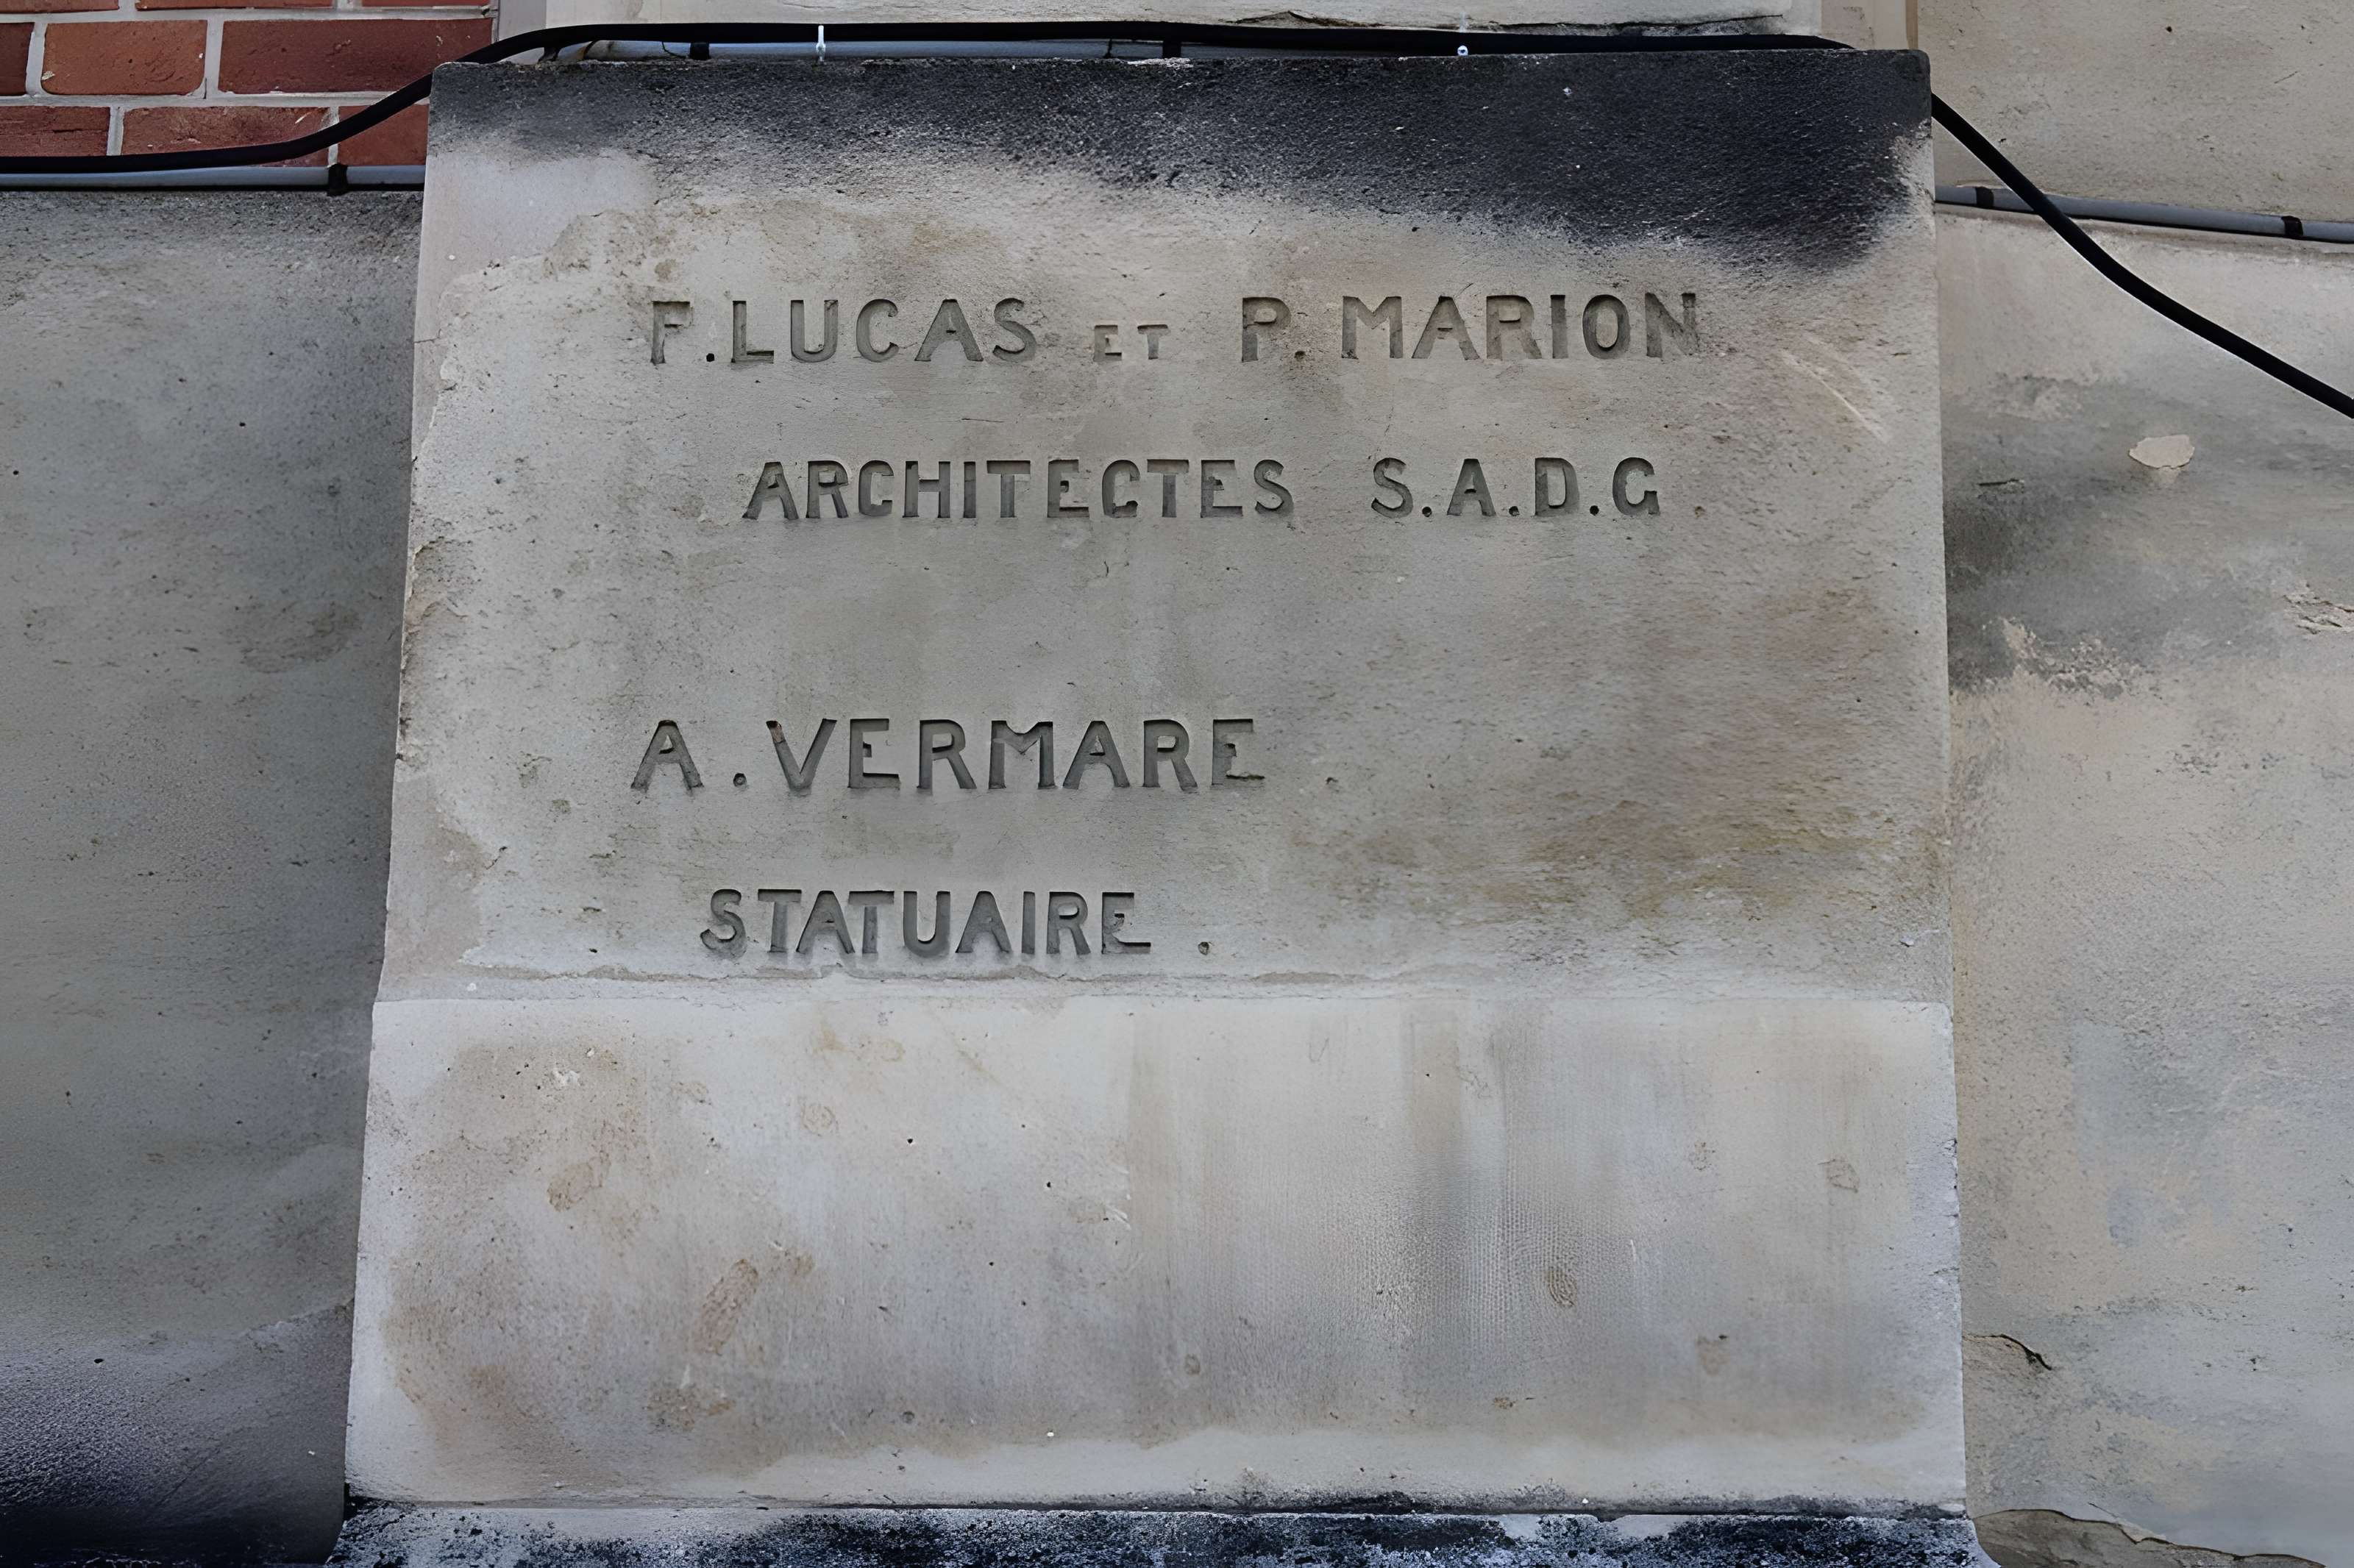 F. LUCAS ET P. MARION
ARCHITECTES S.A.D.G.
A. VERMARE.
STATUAIRE.